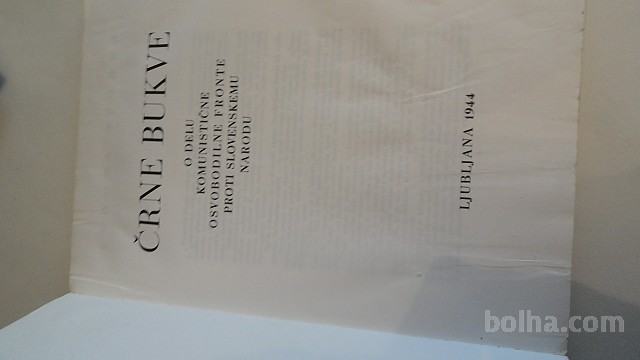 ČRNE BUKVE
O DELU
KOMUNISTIČNE
OSVOBODILNE FRONTE
PROTI SLOVENSKEMU
NARODU
LJUBLJANA 1944
bolha.com